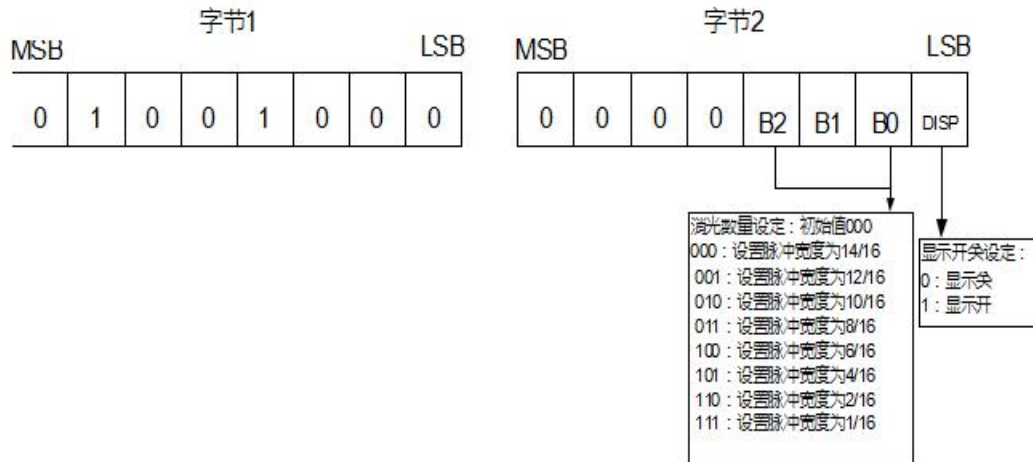 字节1
字节2
MSB LSB
MSB LSB
0 1 0 0 1 0 0 0
0 0 0 0 B2 B1 B0 DISP
消光数量设定：初始值000
000：设置脉冲宽度为14/16
001：设置脉冲宽度为12/16
010：设置脉冲宽度为10/16
011：设置脉冲宽度为8/16
100：设置脉冲宽度为6/16
101：设置脉冲宽度为4/16
110：设置脉冲宽度为2/16
111：设置脉冲宽度为1/16
显示开关设定：
0：显示关
1：显示开